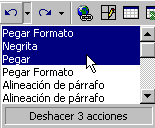 Pegar Formato
Negrita
Pegar
Pegar Formato
Alineación de párrafo
Alineación de párrafo
Deshacer 3 acciones